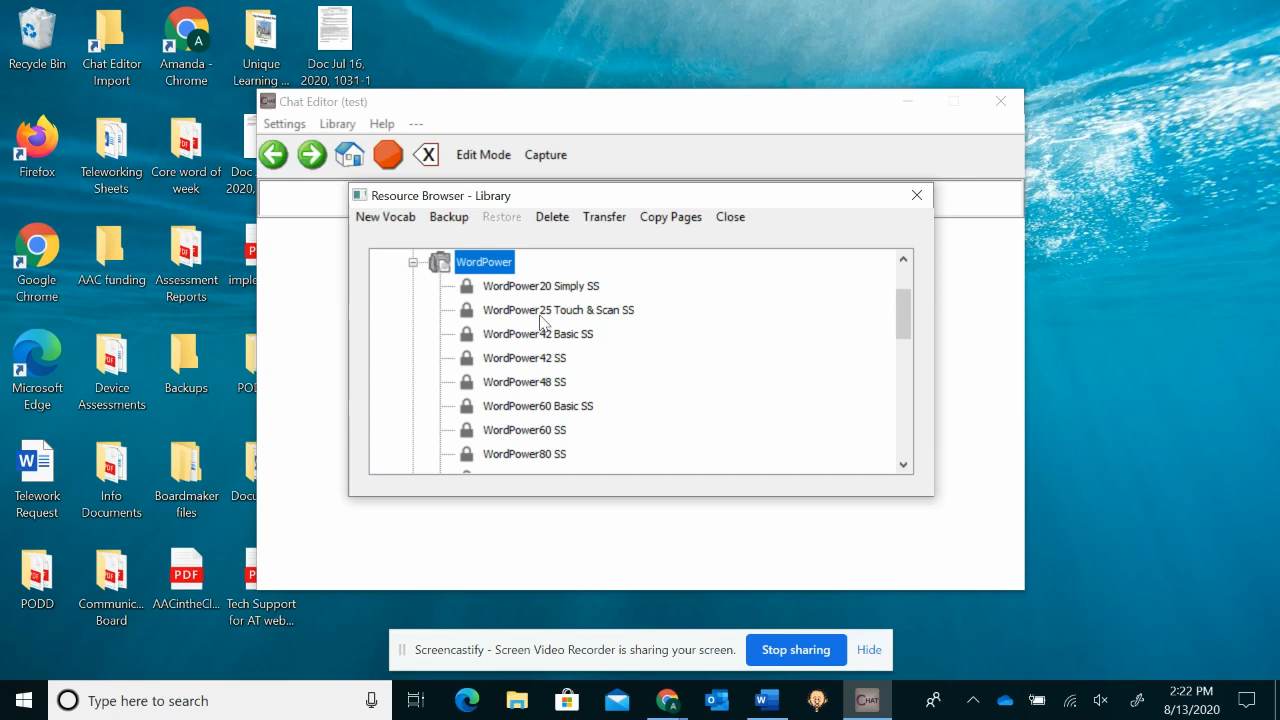 Recycle Bin
Chat Editor
Import
A
Amanda -
Chrome
Unique
Learning ...
Doc Jul 16,
2020, 1031-1
Chat Editor (test)
Settings Library Help ---
Edit Mode Capture
Resource Browser - Library
New Vocab Backup Restore Delete Transfer Copy Pages Close
WordPower
WordPower20 Simply SS
WordPower25 Touch & Scan SS
WordPower42 Basic SS
WordPower42 SS
WordPower48 SS
WordPower60 Basic SS
WordPower60 SS
WordPower80 SS
Firefox
Teleworking
Sheets
Core word of
week
Doc
2020,
Google
Chrome
AAC funding
Assessment
Reports
imple
Microsoft
Edge
Device
Assessments
Backups
POD
Telework
Request
Info
Documents
Boardmaker
files
Docu
PODD
Communic...
Board
PDF
AACintheCl...
Tech Support
for AT web...
Screencastify - Screen Video Recorder is sharing your screen. Stop sharing Hide
Type here to search
CHAT
2:22 PM
8/13/2020